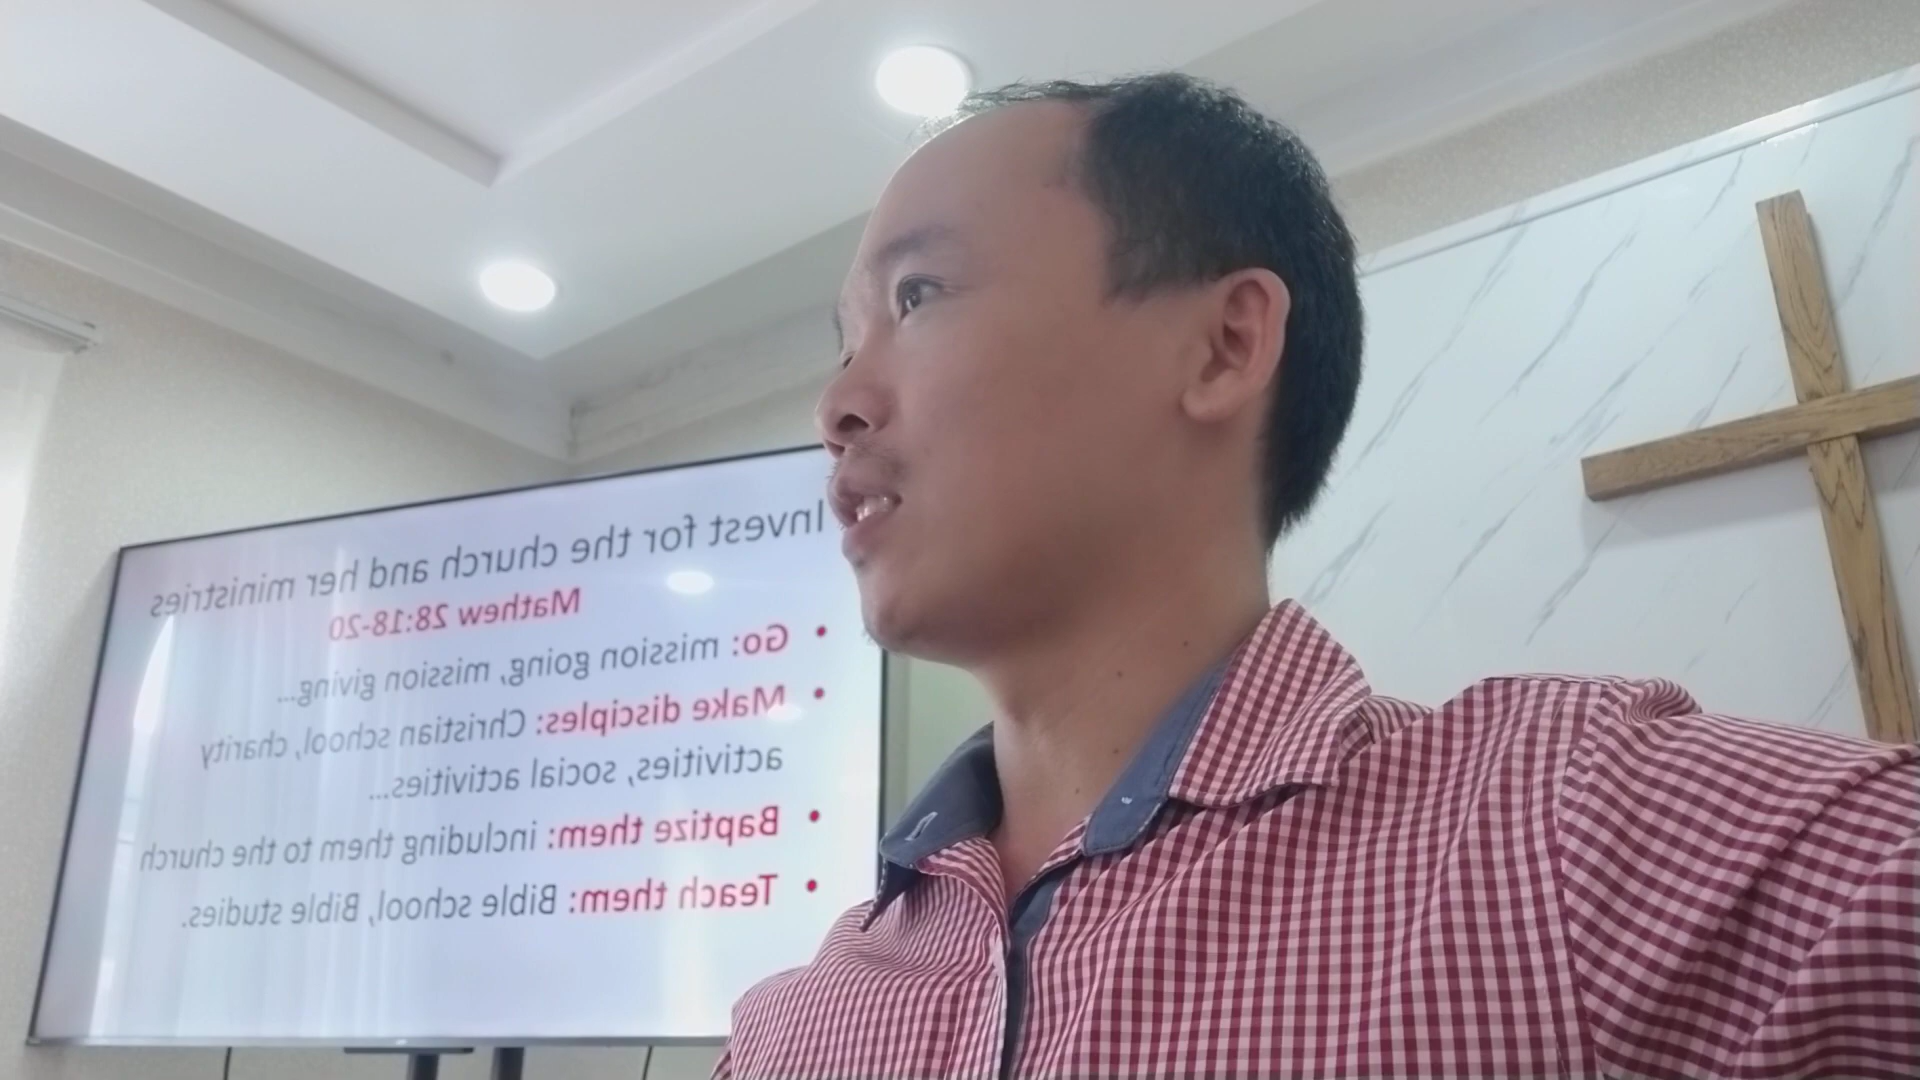 Invest for the church and her ministries
Mathew 28:18-20
• Go: mission going, mission giving...
• Make disciples: Christian school, charity
activities, social activities...
• Baptize them: including them to the church
• Teach them: Bible school, Bible studies.